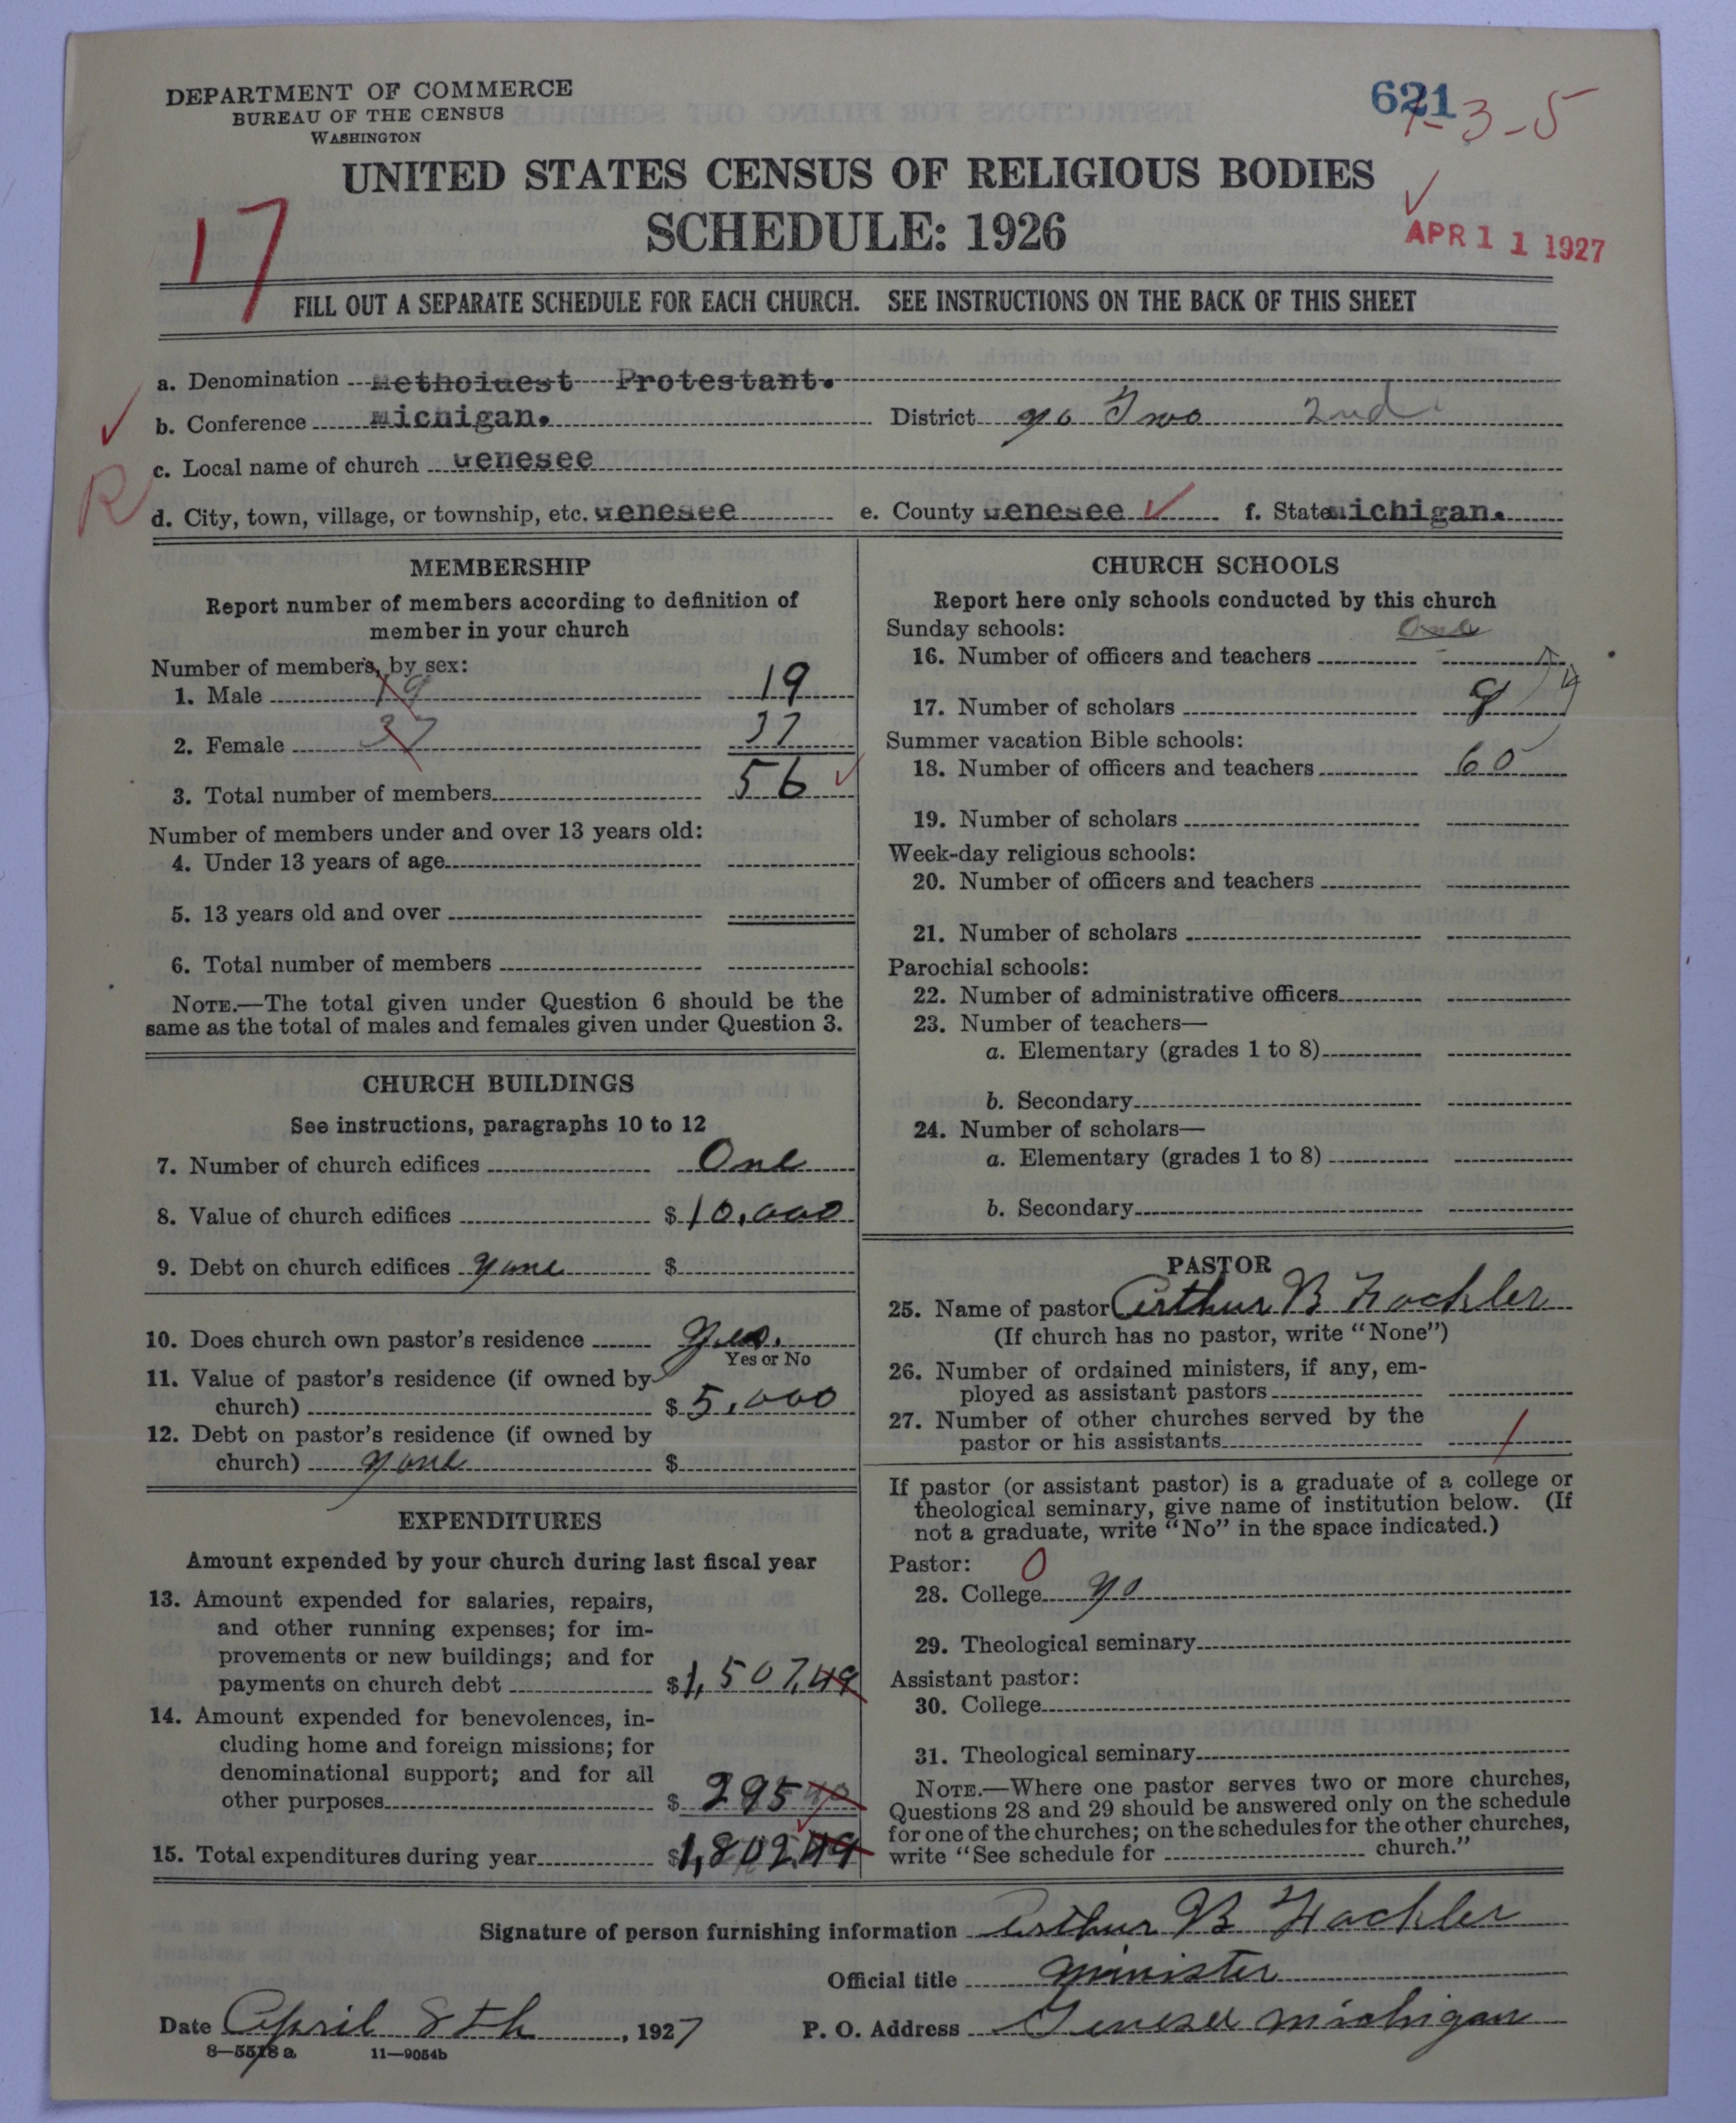 DEPARTMENT OF COMMERCE
BUREAU OF THE CENSUS
WASHINGTON
621
1-3-5
UNITED STATES CENSUS OF RELIGIOUS BODIES
SCHEDULE: 1926
17
APR 11 1927
FILL OUT A SEPARATE SCHEDULE FOR EACH CHURCH. SEE INSTRUCTIONS ON THE BACK OF THIS SHEET
a. Denomination Methoidest Protestant.
b. Conference Michigan. District No Two 2nd
c. Local name of church Genesee
R
d. City, town, village, or township, etc. Genesee e. County Genesee f. State Michigan.
MEMBERSHIP
Report number of members according to definition of
member in your church
Number of members, by sex:
1. Male 19 19
2. Female 37 37
3. Total number of members 56
Number of members under and over 13 years old:
4. Under 13 years of age
5. 13 years old and over
6. Total number of members
NOTE.—The total given under Question 6 should be the
same as the total of males and females given under Question 3.
CHURCH BUILDINGS
See instructions, paragraphs 10 to 12
7. Number of church edifices One
8. Value of church edifices $10,000
9. Debt on church edifices None $
10. Does church own pastor's residence Yes.
Yes or No
11. Value of pastor's residence (if owned by
church) $5,000
12. Debt on pastor's residence (if owned by
church) None $
EXPENDITURES
Amount expended by your church during last fiscal year
13. Amount expended for salaries, repairs,
and other running expenses; for im-
provements or new buildings; and for
payments on church debt $1,507.49
14. Amount expended for benevolences, in-
cluding home and foreign missions; for
denominational support; and for all
other purposes $295
15. Total expenditures during year $1,802.49
CHURCH SCHOOLS
Report here only schools conducted by this church
Sunday schools: One
16. Number of officers and teachers
17. Number of scholars 8
Summer vacation Bible schools:
18. Number of officers and teachers 60
19. Number of scholars
Week-day religious schools:
20. Number of officers and teachers
21. Number of scholars
Parochial schools:
22. Number of administrative officers
23. Number of teachers—
a. Elementary (grades 1 to 8)
b. Secondary
24. Number of scholars—
a. Elementary (grades 1 to 8)
b. Secondary
PASTOR
25. Name of pastor Arthur B Fackler
(If church has no pastor, write "None")
26. Number of ordained ministers, if any, em-
ployed as assistant pastors
27. Number of other churches served by the
pastor or his assistants 1
If pastor (or assistant pastor) is a graduate of a college or
theological seminary, give name of institution below. (If
not a graduate, write "No" in the space indicated.)
Pastor: 0
28. College No
29. Theological seminary
Assistant pastor:
30. College
31. Theological seminary
NOTE.—Where one pastor serves two or more churches,
Questions 28 and 29 should be answered only on the schedule
for one of the churches; on the schedules for the other churches,
write "See schedule for church."
Signature of person furnishing information Arthur B Fackler
Official title Minister
Date April 8th, 1927 P. O. Address Genesee Michigan
8—5518 a 11—9054b